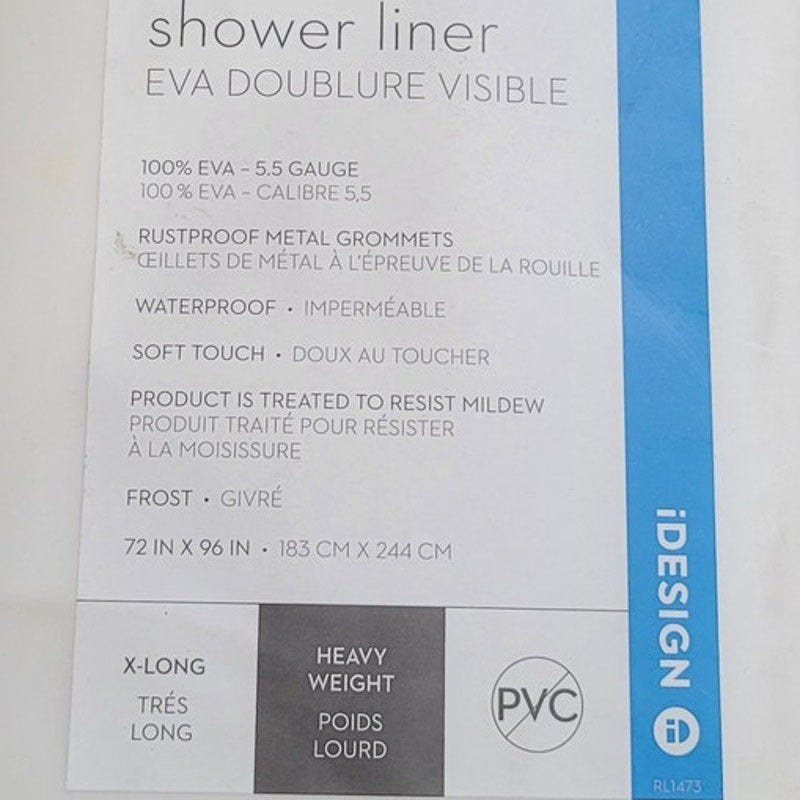 shower liner
EVA DOUBLURE VISIBLE
100% EVA – 5.5 GAUGE
100 % EVA – CALIBRE 5,5
RUSTPROOF METAL GROMMETS
ŒILLETS DE MÉTAL À L'ÉPREUVE DE LA ROUILLE
WATERPROOF • IMPERMÉABLE
SOFT TOUCH • DOUX AU TOUCHER
PRODUCT IS TREATED TO RESIST MILDEW
PRODUIT TRAITÉ POUR RÉSISTER
À LA MOISISSURE
FROST • GIVRÉ
72 IN X 96 IN • 183 CM X 244 CM
X-LONG
TRÉS
LONG
HEAVY
WEIGHT
POIDS
LOURD
PVC
iDESIGN
iD
RL1473